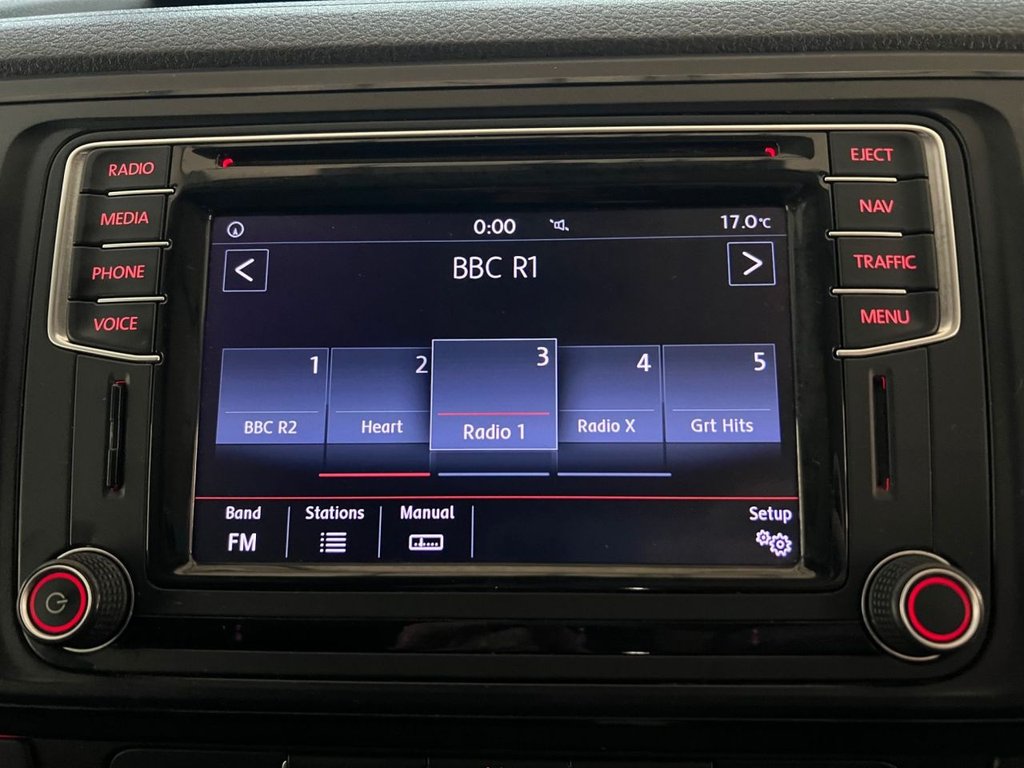 RADIO
MEDIA
PHONE
VOICE
EJECT
NAV
TRAFFIC
MENU
0:00 17.0°C
< BBC R1 >
1 2 3 4 5
BBC R2 Heart Radio 1 Radio X Grt Hits
Band Stations Manual Setup
FM